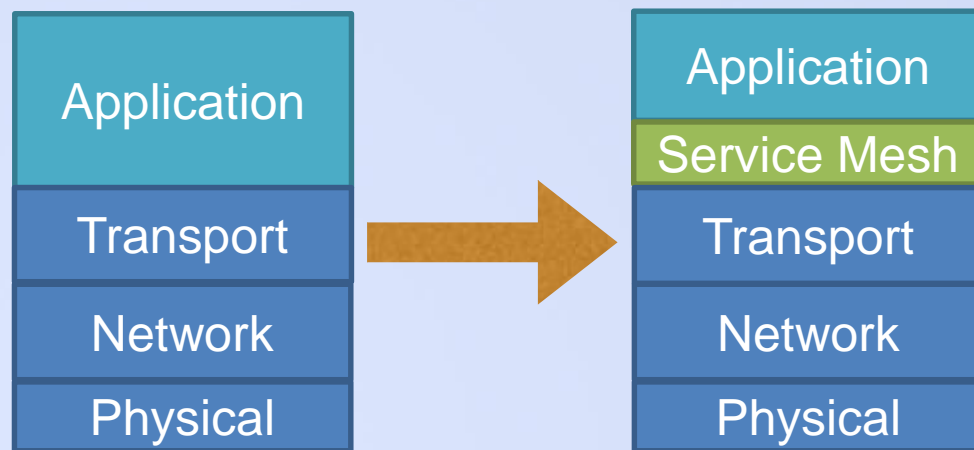 Application
Transport
Network
Physical
Application
Service Mesh
Transport
Network
Physical